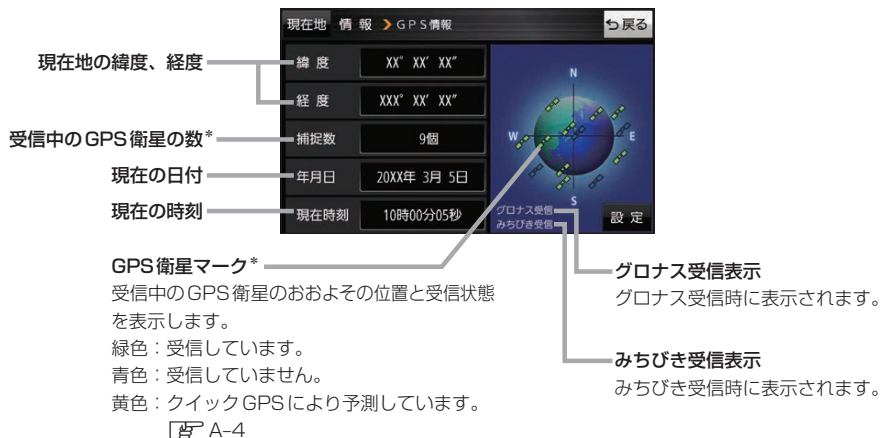 現在地 情 報 > GPS情報
戻る
現在地の緯度、経度
緯 度
XX° XX′ XX″
経 度
XXX° XX′ XX″
受信中のGPS衛星の数*
捕捉数
9個
現在の日付
年月日
20XX年 3月 5日
現在の時刻
現在時刻
10時00分05秒
N
W
E
S
グロナス受信
みちびき受信
設 定
GPS衛星マーク*
受信中のGPS衛星のおおよその位置と受信状態
を表示します。
緑色：受信しています。
青色：受信していません。
黄色：クイックGPSにより予測しています。
A-4
グロナス受信表示
グロナス受信時に表示されます。
みちびき受信表示
みちびき受信時に表示されます。